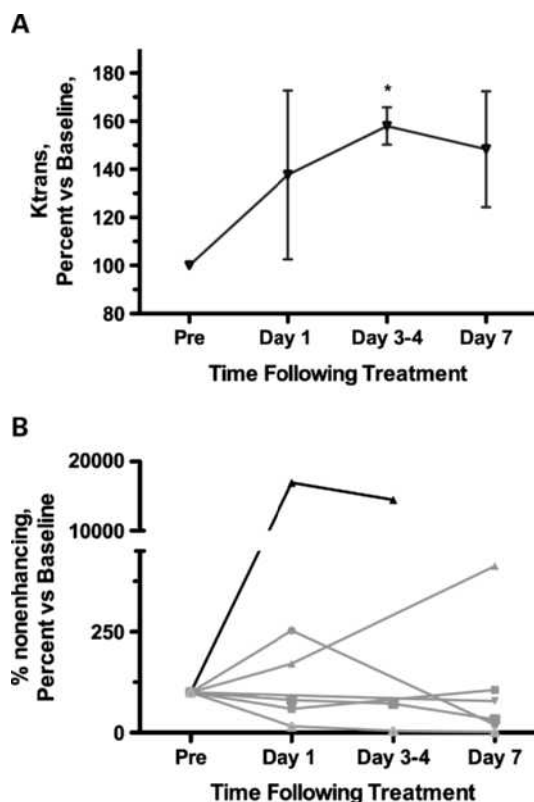 A
Ktrans,
Percent vs Baseline
180
160
140
120
100
80
*
Pre Day 1 Day 3-4 Day 7
Time Following Treatment
B
% nonenhancing,
Percent vs Baseline
20000
10000
250
0
Pre Day 1 Day 3-4 Day 7
Time Following Treatment